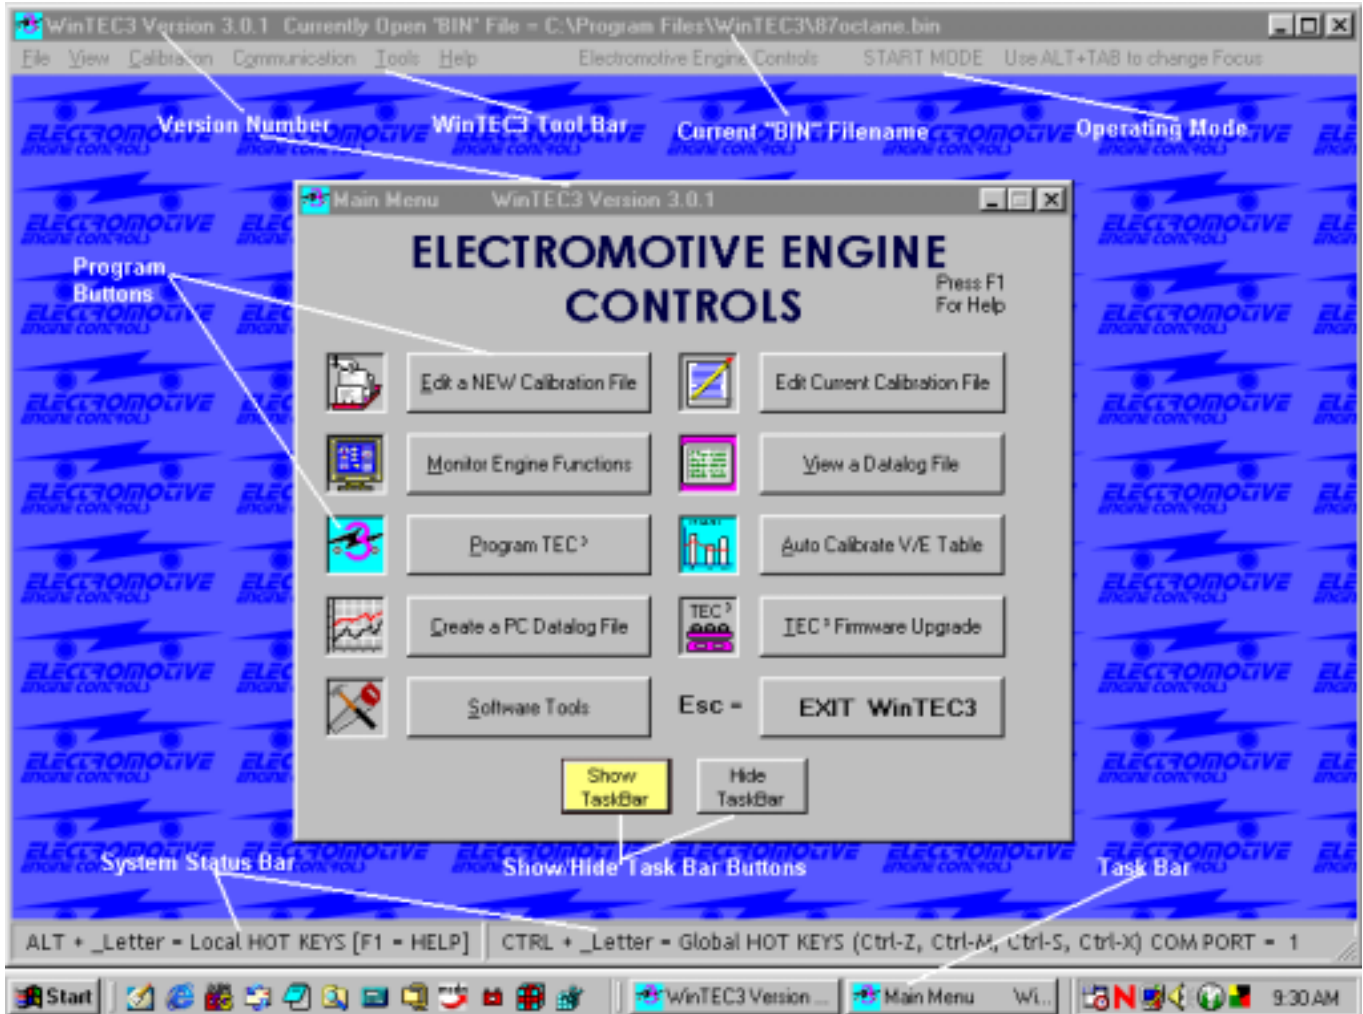 WinTEC3 Version 3.0.1 Currently Open "BIN" File = C:\Program Files\WinTEC3\87octane.bin
File View Calibration Communication Tools Help Electromotive Engine Controls START MODE Use ALT+TAB to change Focus
Version Number WinTEC3 Tool Bar Current "BIN" Filename Operating Mode
ELECTROMOTIVE
ENGINE CONTROLS
Main Menu WinTEC3 Version 3.0.1
ELECTROMOTIVE ENGINE
CONTROLS
Press F1
For Help
Program
Buttons
Edit a NEW Calibration File
Edit Current Calibration File
Monitor Engine Functions
View a Datalog File
Program TEC³
Auto Calibrate V/E Table
Create a PC Datalog File
TEC³
TEC³ Firmware Upgrade
Software Tools
Esc =
EXIT WinTEC3
Show
TaskBar
Hide
TaskBar
System Status Bar
Show/Hide Task Bar Buttons
Task Bar
ALT + _Letter = Local HOT KEYS [F1 = HELP]
CTRL + _Letter = Global HOT KEYS (Ctrl-Z, Ctrl-M, Ctrl-S, Ctrl-X) COM PORT = 1
Start
WinTEC3 Version ...
Main Menu Wi...
9:30 AM